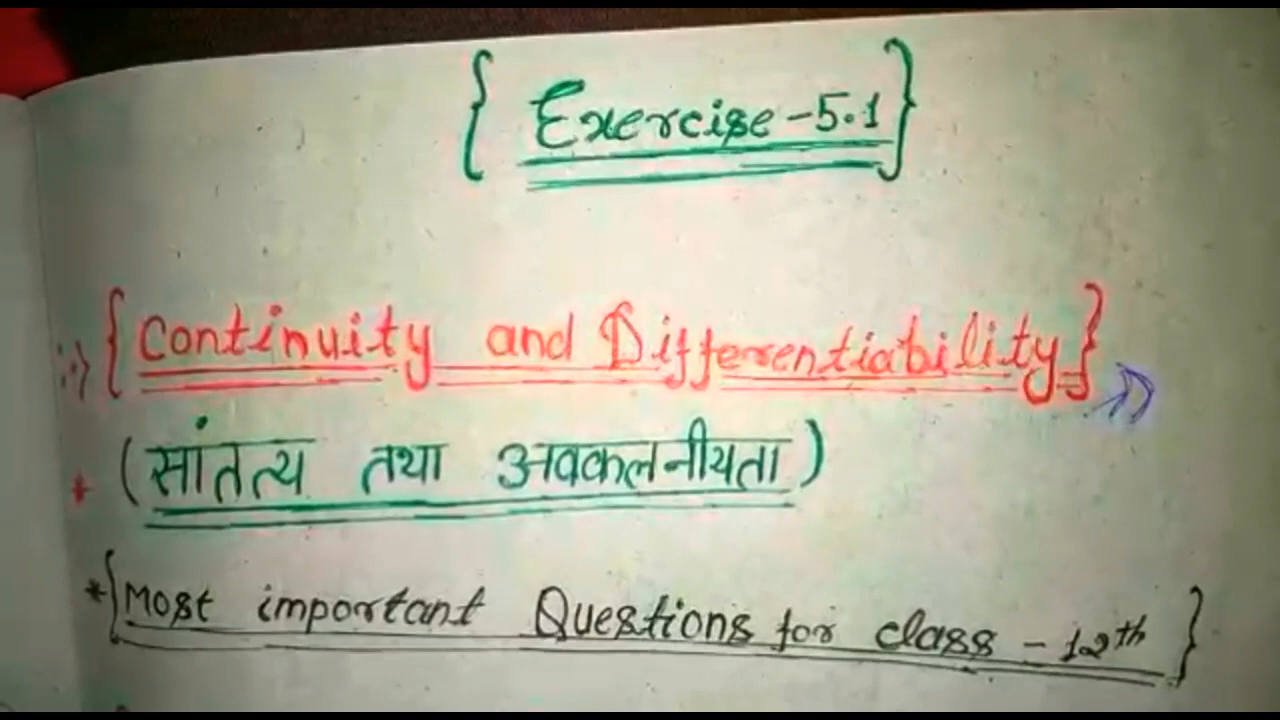 { Exercise-5.1 }
:→ { Continuity and Differentiability }
* (सांतत्य तथा अवकलनीयता)
* { Most important Questions for class - 12th }